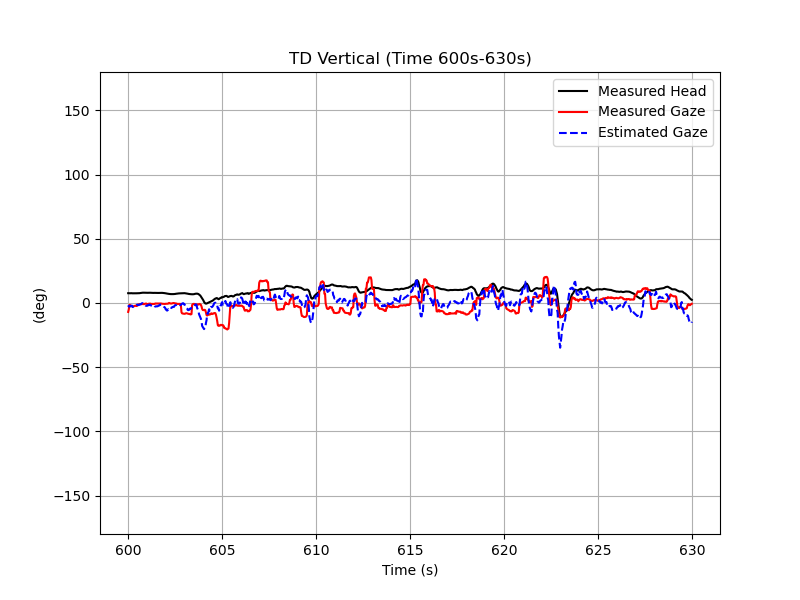 TD Vertical (Time 600s-630s)
Measured Head
Measured Gaze
Estimated Gaze
150
100
50
0
−50
−100
−150
(deg)
600 605 610 615 620 625 630
Time (s)